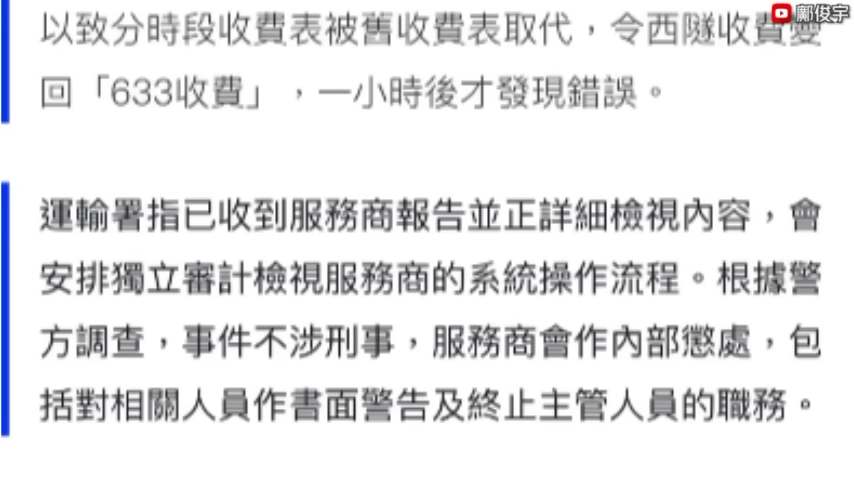 鄺俊宇
以致分時段收費表被舊收費表取代，令西隧收費變
回「633收費」，一小時後才發現錯誤。
運輸署指已收到服務商報告並正詳細檢視內容，會
安排獨立審計檢視服務商的系統操作流程。根據警
方調查，事件不涉刑事，服務商會作內部懲處，包
括對相關人員作書面警告及終止主管人員的職務。